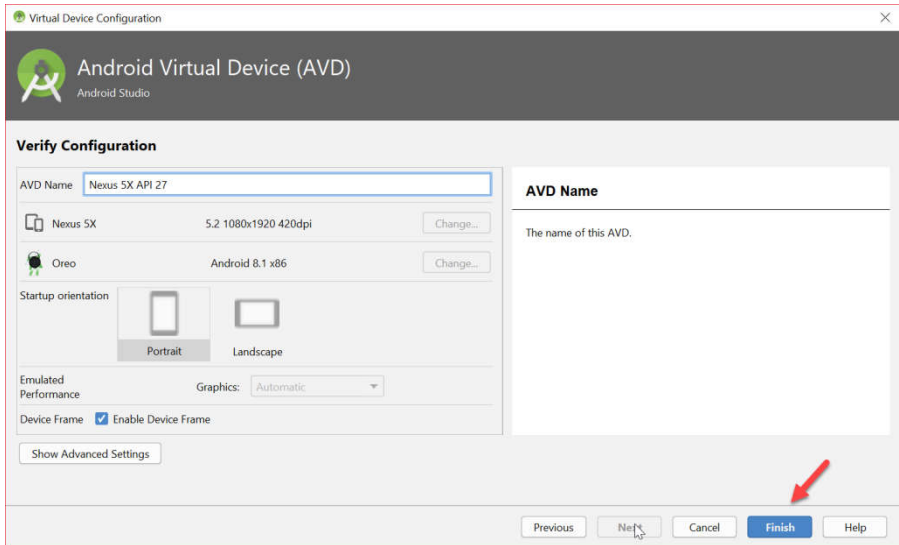 Virtual Device Configuration
Android Virtual Device (AVD)
Android Studio
Verify Configuration
AVD Name Nexus 5X API 27
Nexus 5X 5.2 1080x1920 420dpi Change...
Oreo Android 8.1 x86 Change...
Startup orientation
Portrait Landscape
Emulated
Performance
Graphics: Automatic
Device Frame Enable Device Frame
Show Advanced Settings
AVD Name
The name of this AVD.
Previous Next Cancel Finish Help